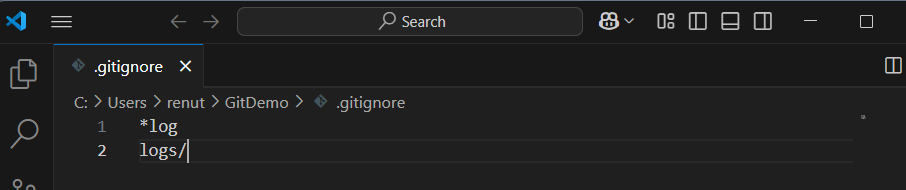 Search
.gitignore
C: > Users > renut > GitDemo > .gitignore
1 *log
2 logs/